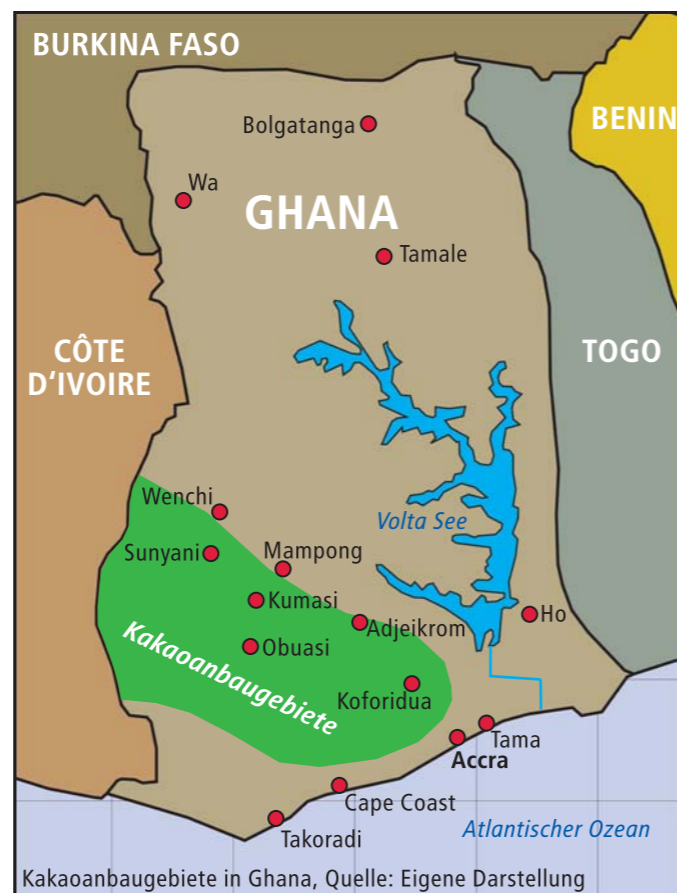 BURKINA FASO
BENIN
Bolgatanga
Wa
GHANA
Tamale
CÔTE
D‘IVOIRE
TOGO
Wenchi
Volta See
Sunyani
Mampong
Kumasi
Adjeikrom
Ho
Obuasi
Kakaoanbaugebiete
Koforidua
Tama
Accra
Cape Coast
Takoradi
Atlantischer Ozean
Kakaoanbaugebiete in Ghana, Quelle: Eigene Darstellung